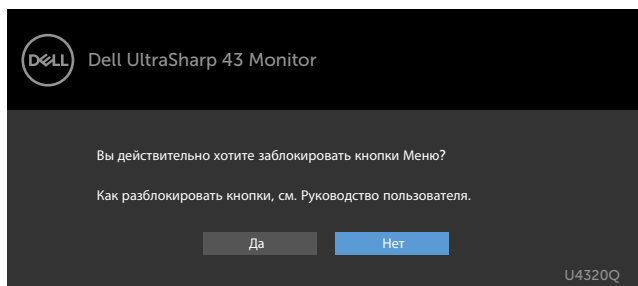 DELL Dell UltraSharp 43 Monitor
Вы действительно хотите заблокировать кнопки Меню?
Как разблокировать кнопки, см. Руководство пользователя.
Да Нет
U4320Q